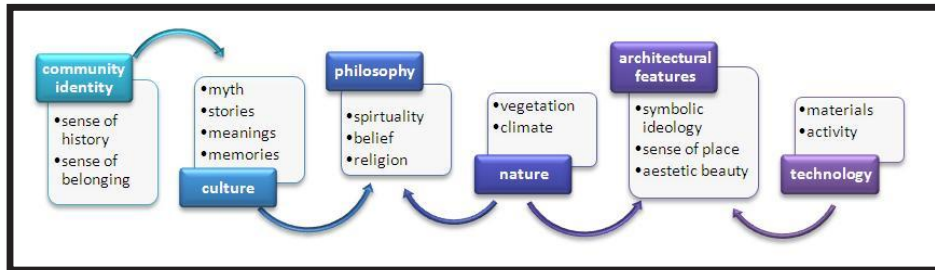 community
identity
•sense of
history
•sense of
belonging
•myth
•stories
•meanings
•memories
culture
philosophy
•spirtuality
•belief
•religion
•vegetation
•climate
nature
architectural
features
•symbolic
ideology
•sense of place
•aestetic beauty
•materials
•activity
technology